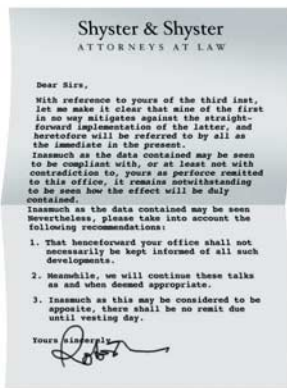 Shyster & Shyster
ATTORNEYS AT LAW
Dear Sirs,
With reference to yours of the third inst,
let me make it clear that mine of the first
in no way mitigates against the straight-
forward implementation of the latter, and
heretofore will be referred to by all as
the immediate in the present.
Inasmuch as the data contained may be seen
to be compliant with, or at least not with
contradiction to, yours as perforce remitted
to this office, it remains notwithstanding
to be seen how the effect will be duly
contained.
Inasmuch as the data contained may be seen
Nevertheless, please take into account the
following recommendations:
1. That henceforward your office shall not
necessarily be kept informed of all such
developments.
2. Meanwhile, we will continue these talks
as and when deemed appropriate.
3. Inasmuch as this may be considered to be
apposite, there shall be no remit due
until vesting day.
Yours sincerely